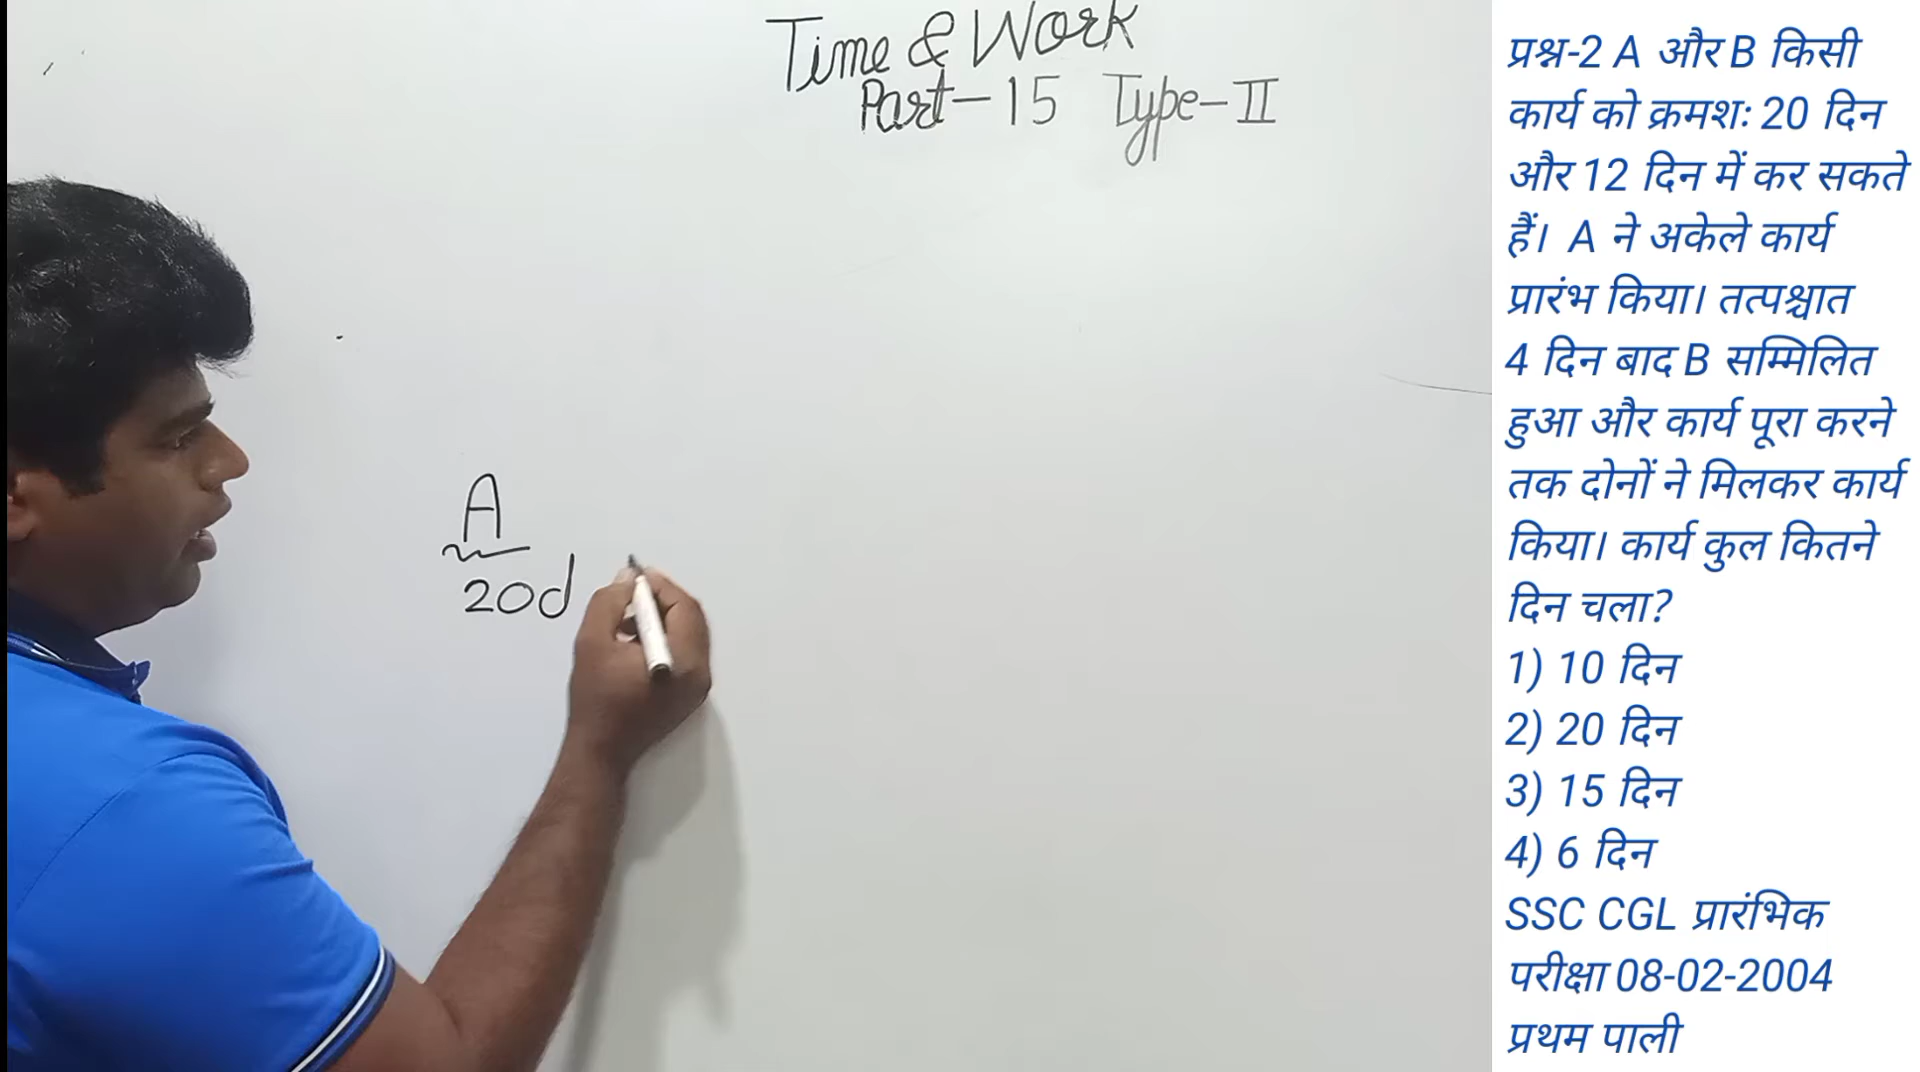 Time & Work
Part-15 Type-II
A
20d
प्रश्न-2 A और B किसी
कार्य को क्रमशः 20 दिन
और 12 दिन में कर सकते
हैं। A ने अकेले कार्य
प्रारंभ किया। तत्पश्चात
4 दिन बाद B सम्मिलित
हुआ और कार्य पूरा करने
तक दोनों ने मिलकर कार्य
किया। कार्य कुल कितने
दिन चला?
1) 10 दिन
2) 20 दिन
3) 15 दिन
4) 6 दिन
SSC CGL प्रारंभिक
परीक्षा 08-02-2004
प्रथम पाली